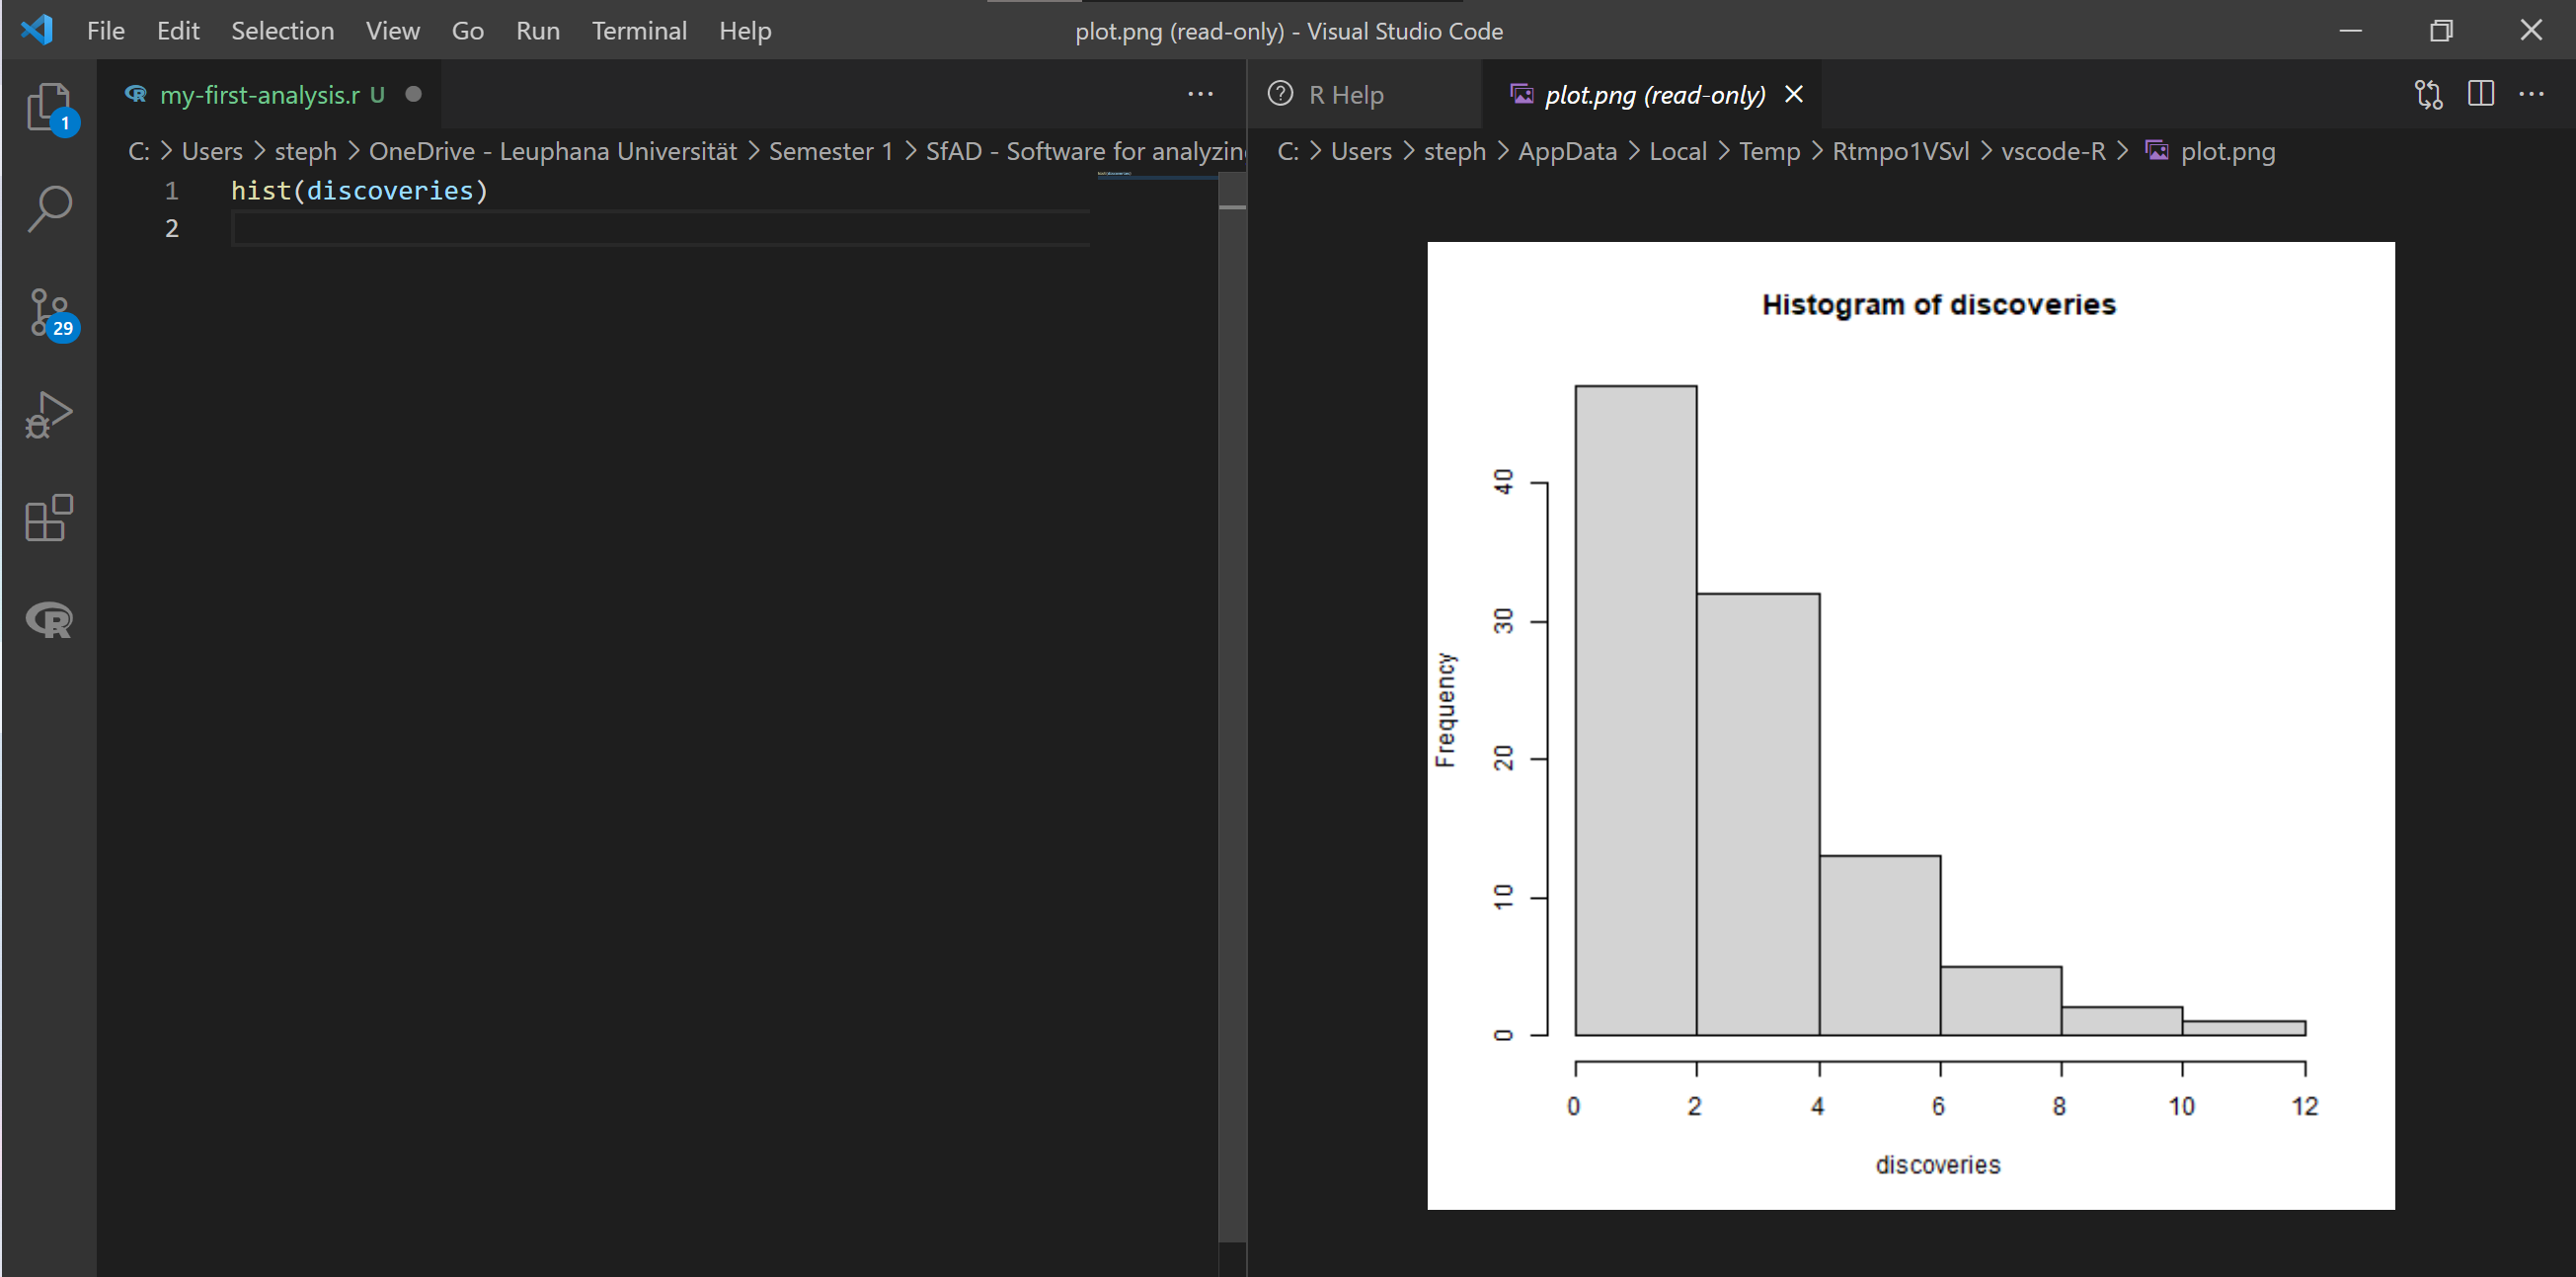 File Edit Selection View Go Run Terminal Help
plot.png (read-only) - Visual Studio Code
my-first-analysis.r U
C: > Users > steph > OneDrive - Leuphana Universität > Semester 1 > SfAD - Software for analyzin
1 hist(discoveries)
2
1
29
R Help
plot.png (read-only)
C: > Users > steph > AppData > Local > Temp > Rtmpo1VSvl > vscode-R > plot.png
Histogram of discoveries
Frequency
40
30
20
10
0
0 2 4 6 8 10 12
discoveries